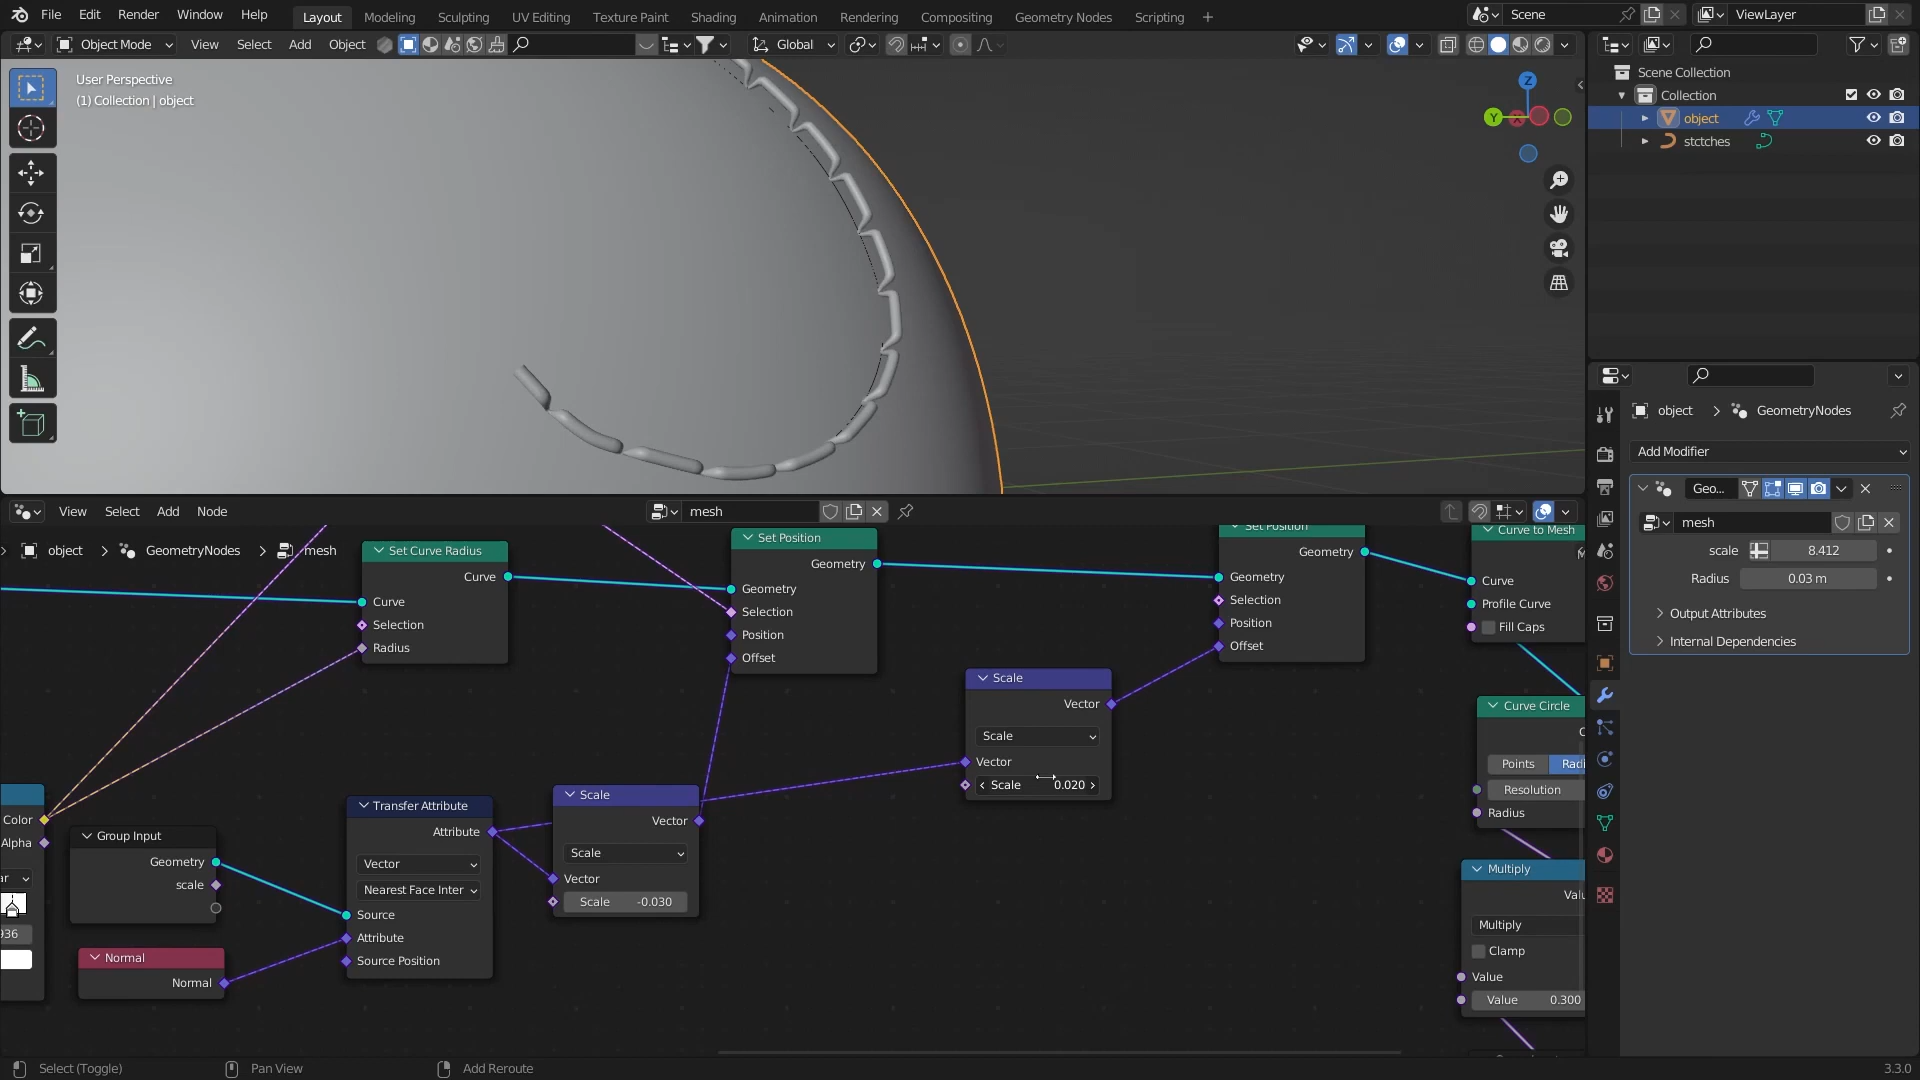 File Edit Render Window Help Layout Modeling Sculpting UV Editing Texture Paint Shading Animation Rendering Compositing Geometry Nodes Scripting + Scene ViewLayer
Object Mode View Select Add Object Global
User Perspective
(1) Collection | object
Z
Y
Scene Collection
Collection
object
stctches
object > GeometryNodes
Add Modifier
Geo...
mesh
scale 8.412
Radius 0.03 m
Output Attributes
Internal Dependencies
View Select Add Node mesh
object > GeometryNodes > mesh
Set Curve Radius
Curve
Curve
Selection
Radius
Set Position
Geometry
Geometry
Selection
Position
Offset
Set Position
Geometry
Geometry
Selection
Position
Offset
Curve to Mesh
Curve
Profile Curve
Fill Caps
Scale
Vector
Scale
Vector
Scale 0.020
Curve Circle
Points Radi
Resolution
Radius
Color
Alpha
ar
936
Group Input
Geometry
scale
Normal
Normal
Transfer Attribute
Attribute
Vector
Nearest Face Inter
Source
Attribute
Source Position
Scale
Vector
Scale
Vector
Scale -0.030
Multiply
Valu
Multiply
Clamp
Value
Value 0.300
Select (Toggle) Pan View Add Reroute 3.3.0